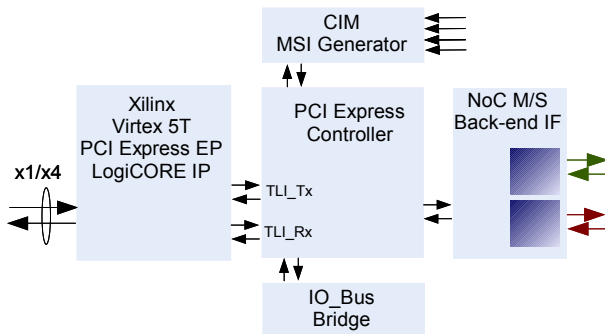 CIM
MSI Generator
Xilinx
Virtex 5T
PCI Express EP
LogiCORE IP
PCI Express
Controller
NoC M/S
Back-end IF
x1/x4
TLI_Tx
TLI_Rx
IO_Bus
Bridge